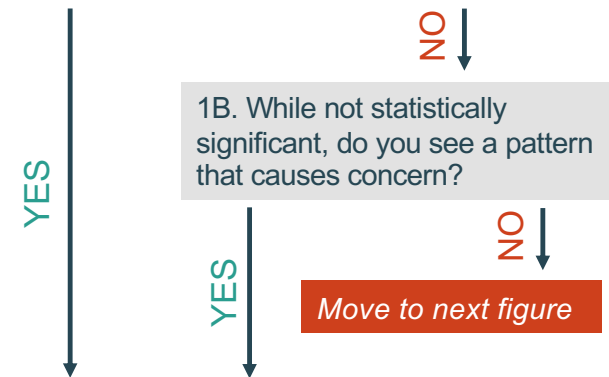 NO
1B. While not statistically
significant, do you see a pattern
that causes concern?
YES
NO
YES
Move to next figure